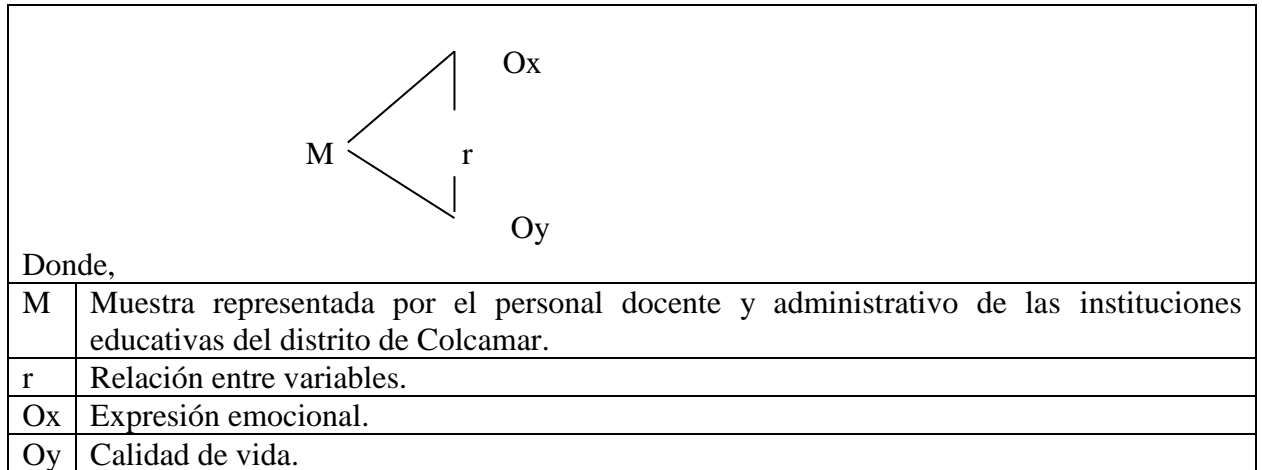 Ox
M r
Oy
Donde,
M Muestra representada por el personal docente y administrativo de las instituciones
educativas del distrito de Colcamar.
r Relación entre variables.
Ox Expresión emocional.
Oy Calidad de vida.